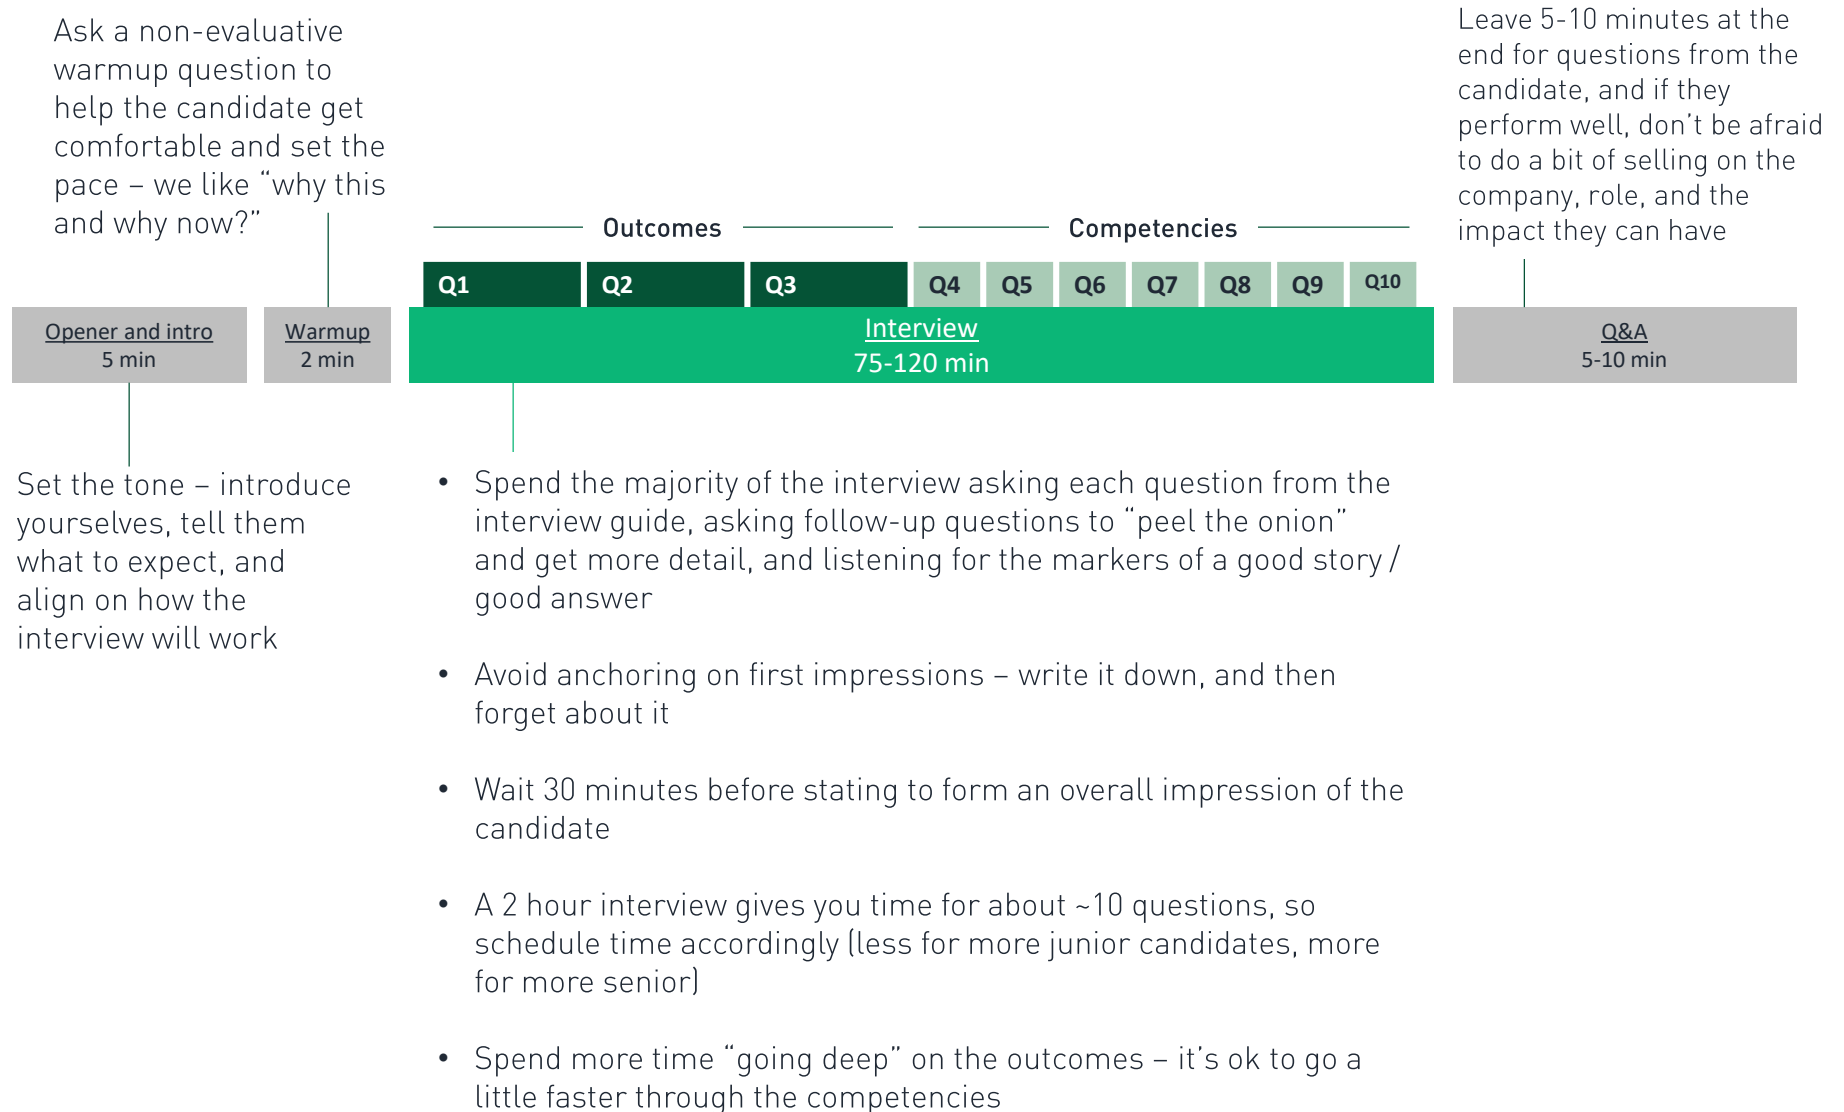 Ask a non-evaluative
warmup question to
help the candidate get
comfortable and set the
pace – we like “why this
and why now?”
Leave 5-10 minutes at the
end for questions from the
candidate, and if they
perform well, don’t be afraid
to do a bit of selling on the
company, role, and the
impact they can have
Outcomes
Competencies
Q1
Q2
Q3
Q4
Q5
Q6
Q7
Q8
Q9
Q10
Opener and intro
5 min
Warmup
2 min
Interview
75-120 min
Q&A
5-10 min
Set the tone – introduce
yourselves, tell them
what to expect, and
align on how the
interview will work
• Spend the majority of the interview asking each question from the
interview guide, asking follow-up questions to “peel the onion”
and get more detail, and listening for the markers of a good story /
good answer
• Avoid anchoring on first impressions – write it down, and then
forget about it
• Wait 30 minutes before stating to form an overall impression of the
candidate
• A 2 hour interview gives you time for about ~10 questions, so
schedule time accordingly (less for more junior candidates, more
for more senior)
• Spend more time “going deep” on the outcomes – it’s ok to go a
little faster through the competencies